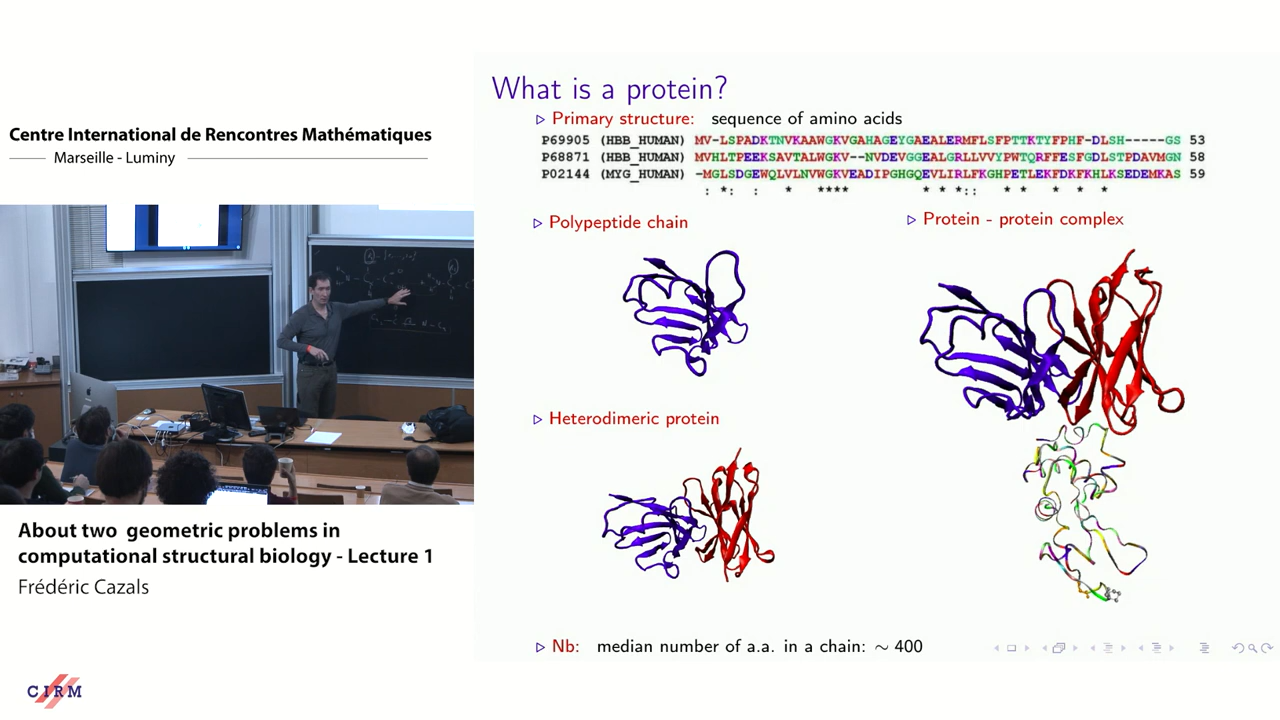 Centre International de Rencontres Mathématiques
Marseille - Luminy
About two geometric problems in
computational structural biology - Lecture 1
Frédéric Cazals
CIRM
What is a protein?
Primary structure: sequence of amino acids
P69905 (HBB_HUMAN) MV-LSPADKTNVKAAWGKVGAHAGEYGAEALERMFLSFPTTKTYFPHF-DLSH-----GS 53
P68871 (HBB_HUMAN) MVHLTPEEKSAVTALWGKV--NVDEVGGEALGRLLVVYPWTQRFFESFGDLSTPDAVMGN 58
P02144 (MYG_HUMAN) -MGLSDGEWQLVLNVWGKVEADIPGHGQEVLIRLFKGHPETLEKFDKFKHLKSEDEMKAS 59
: *: : * **** * * *:: * * * * * *
Polypeptide chain
Protein - protein complex
Heterodimeric protein
Nb: median number of a.a. in a chain: ~ 400